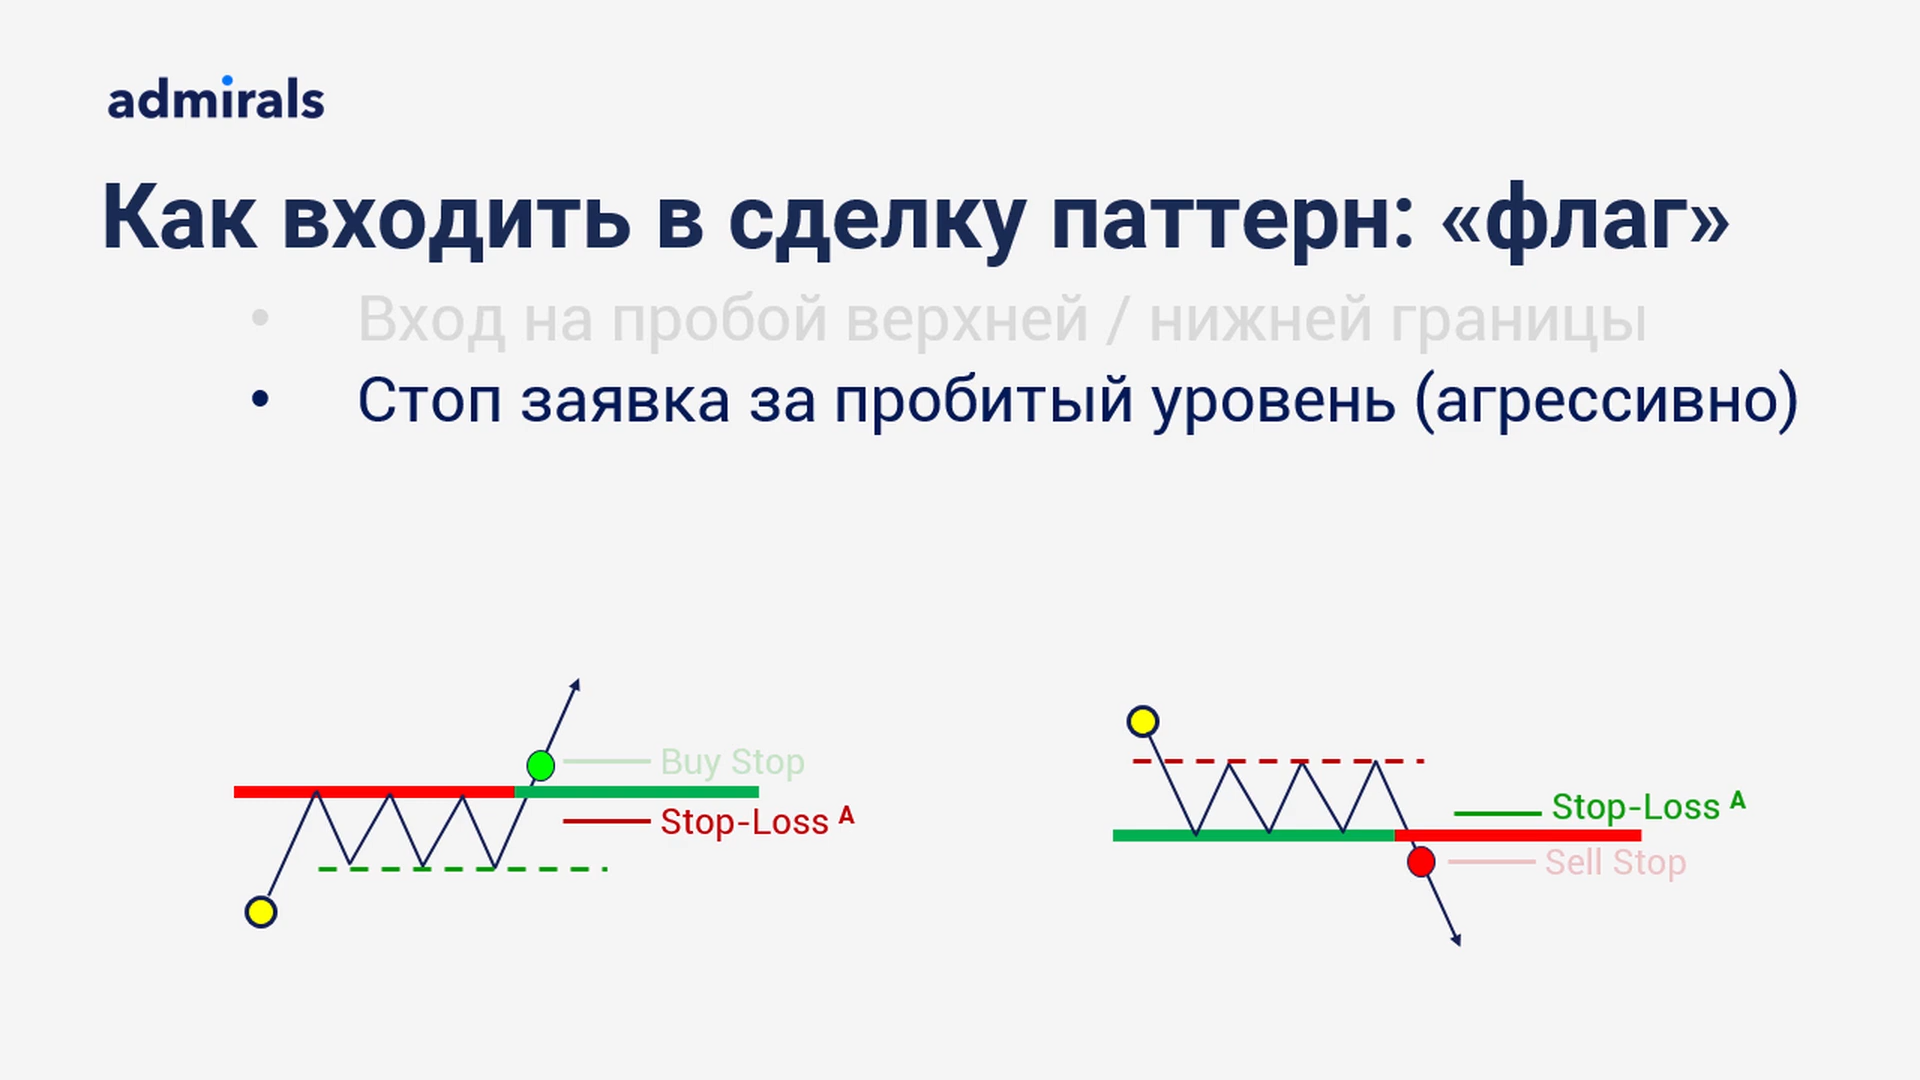 admirals
Как входить в сделку паттерн: «флаг»
• Вход на пробой верхней / нижней границы
• Стоп заявка за пробитый уровень (агрессивно)
Buy Stop
Stop-Loss A
Stop-Loss A
Sell Stop